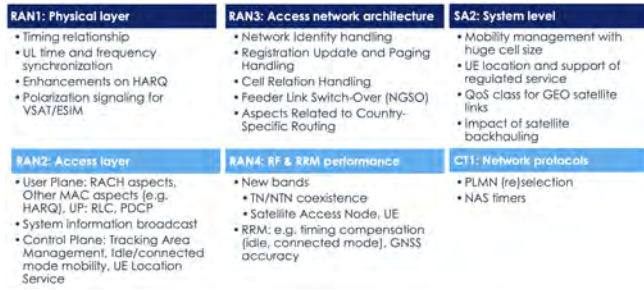 RAN1: Physical layer
• Timing relationship
• UL time and frequency
synchronization
• Enhancements on HARQ
• Polarization signaling for
VSAT/ESIM
RAN3: Access network architecture
• Network Identity handling
• Registration Update and Paging
Handling
• Cell Relation Handling
• Feeder Link Switch-Over (NGSO)
• Aspects Related to Country-
Specific Routing
SA2: System level
• Mobility management with
huge cell size
• UE location and support of
regulated service
• QoS class for GEO satellite
links
• Impact of satellite
backhauling
RAN2: Access layer
• User Plane: RACH aspects,
Other MAC aspects (e.g.
HARQ), UP: RLC, PDCP
• System information broadcast
• Control Plane: Tracking Area
Management, Idle/connected
mode mobility, UE Location
Service
RAN4: RF & RRM performance
• New bands
• TN/NTN coexistence
• Satellite Access Node, UE
• RRM: e.g. timing compensation
(idle, connected mode), GNSS
accuracy
CT1: Network protocols
• PLMN (re)selection
• NAS timers